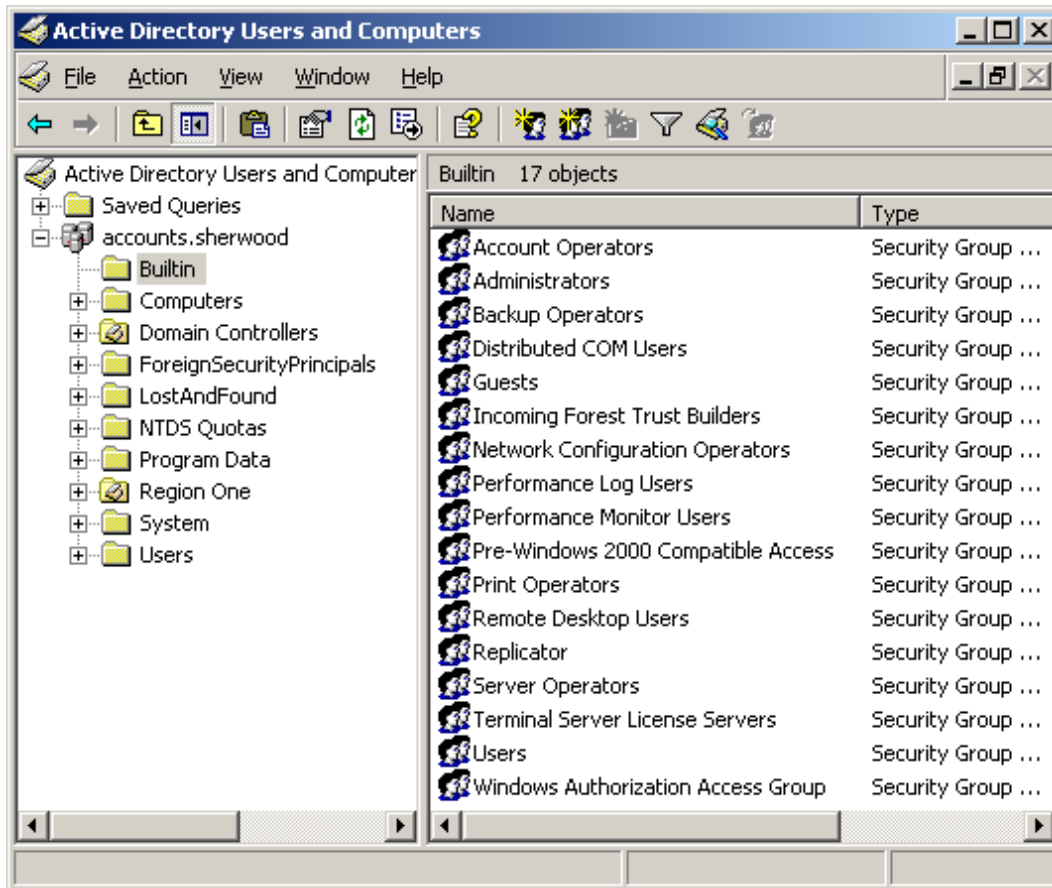 Active Directory Users and Computers
File Action View Window Help
Active Directory Users and Computer
Saved Queries
accounts.sherwood
Builtin
Computers
Domain Controllers
ForeignSecurityPrincipals
LostAndFound
NTDS Quotas
Program Data
Region One
System
Users
Builtin 17 objects
Name Type
Account Operators Security Group ...
Administrators Security Group ...
Backup Operators Security Group ...
Distributed COM Users Security Group ...
Guests Security Group ...
Incoming Forest Trust Builders Security Group ...
Network Configuration Operators Security Group ...
Performance Log Users Security Group ...
Performance Monitor Users Security Group ...
Pre-Windows 2000 Compatible Access Security Group ...
Print Operators Security Group ...
Remote Desktop Users Security Group ...
Replicator Security Group ...
Server Operators Security Group ...
Terminal Server License Servers Security Group ...
Users Security Group ...
Windows Authorization Access Group Security Group ...